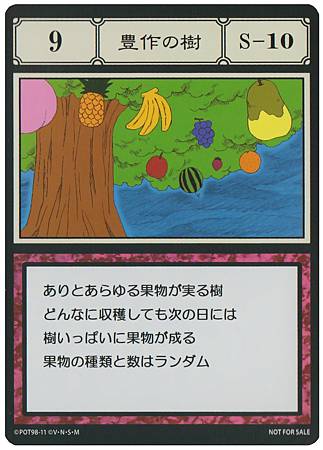 9
豊作の樹
S-10
ありとあらゆる果物が実る樹
どんなに収穫しても次の日には
樹いっぱいに果物が成る
果物の種類と数はランダム
©POT98-11 ©V・N・S・M
NOT FOR SALE